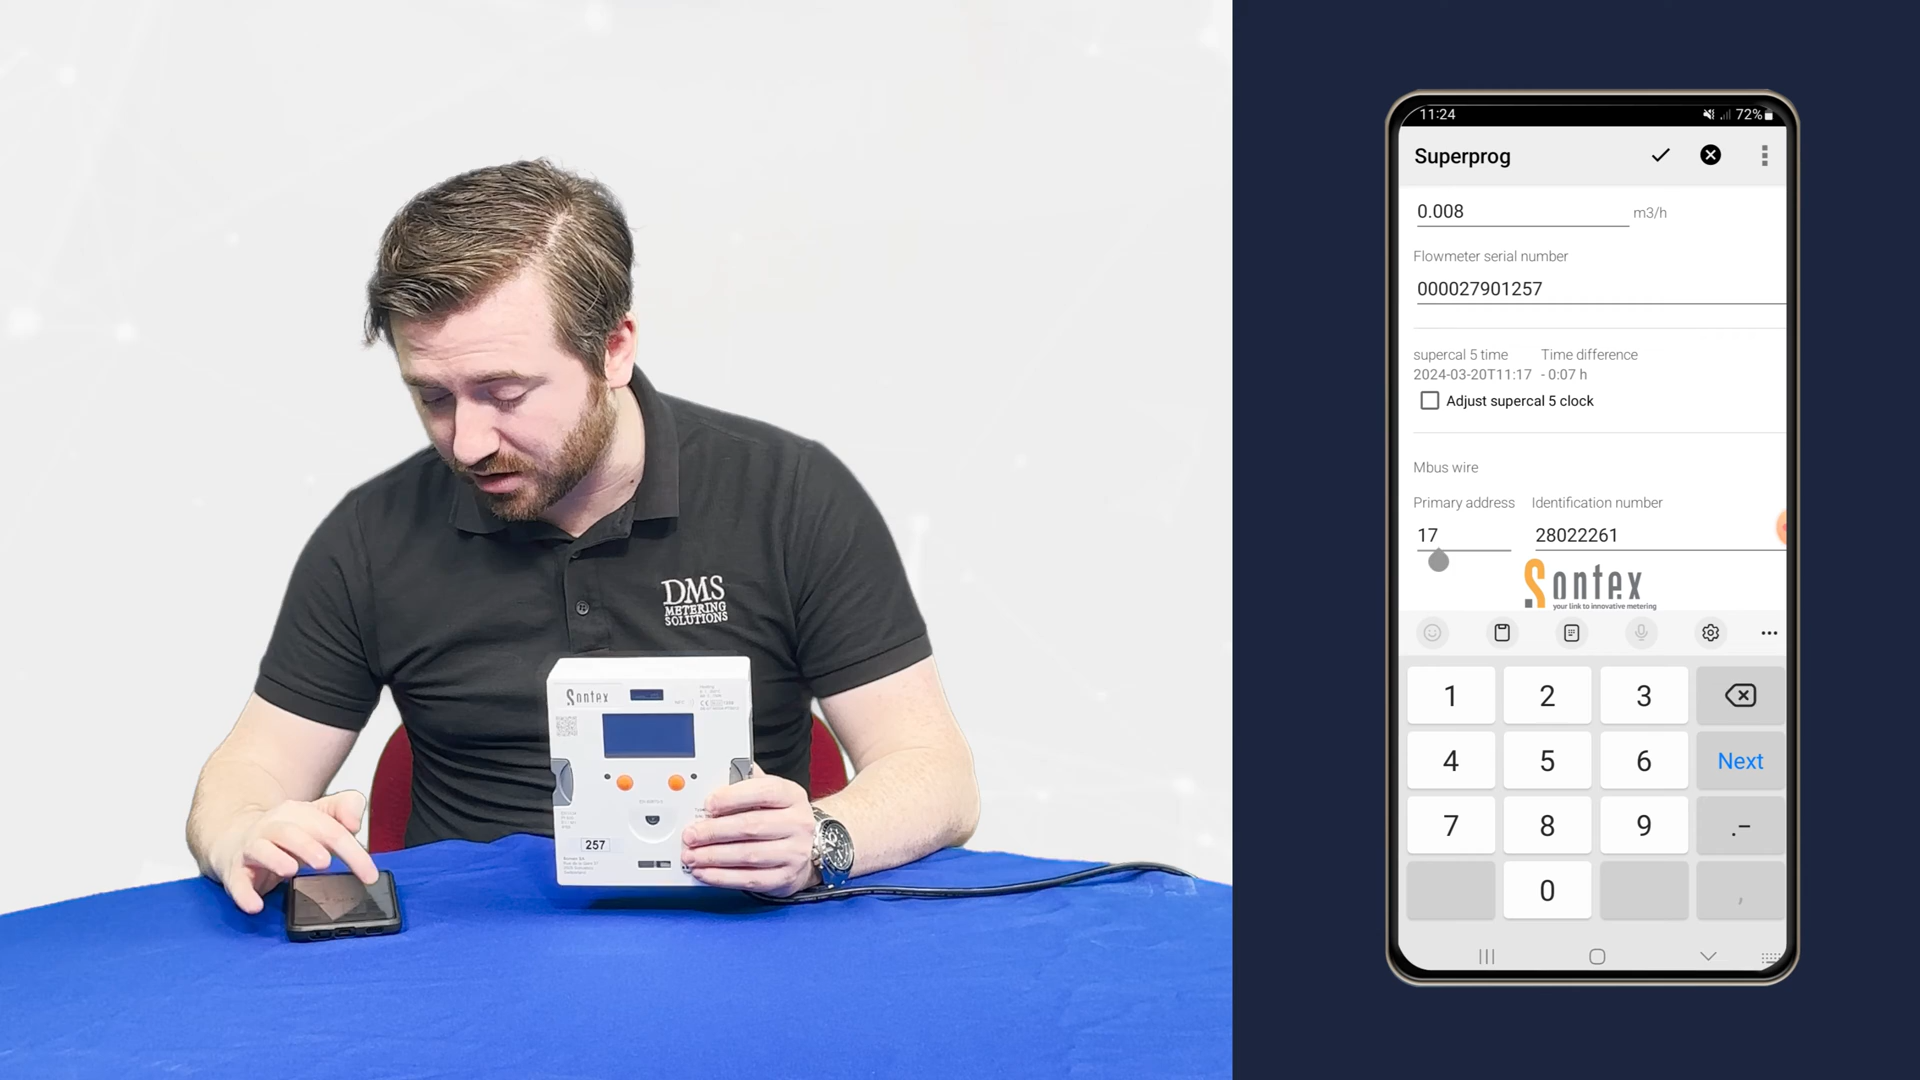 DMS
METERING
SOLUTIONS
Sontex
257
11:24
72%
Superprog
0.008 m3/h
Flowmeter serial number
000027901257
supercal 5 time Time difference
2024-03-20T11:17 - 0:07 h
Adjust supercal 5 clock
Mbus wire
Primary address Identification number
17 28022261
Sontex
your link to innovative metering
1 2 3
4 5 6 Next
7 8 9 .-
0 ,